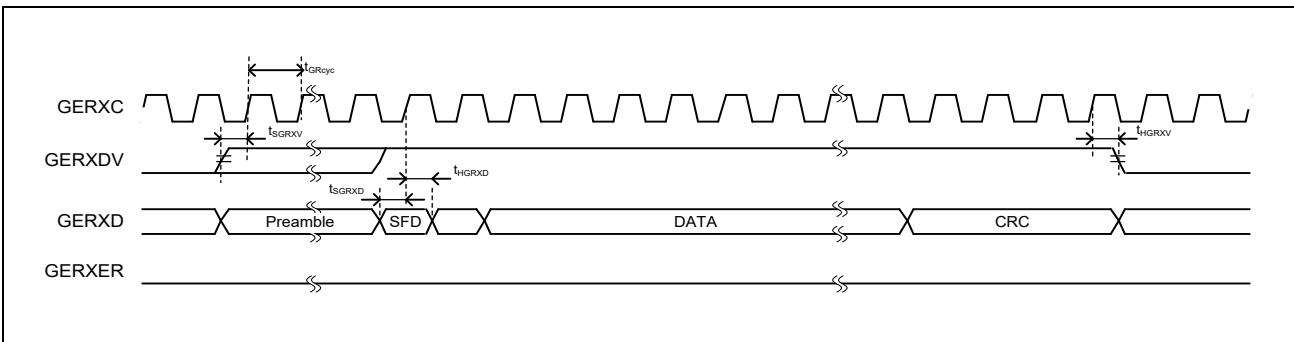 tGRcyc
GERXC
tSGRXV
tHGRXV
GERXDV
tSGRXD
tHGRXD
GERXD
Preamble
SFD
DATA
CRC
GERXER